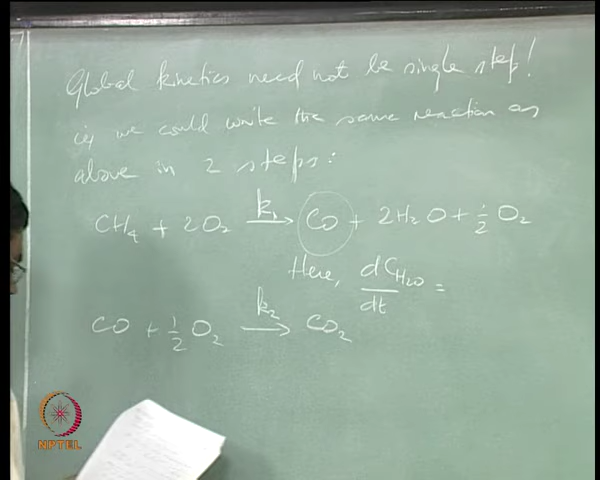 Global kinetics need not be single step!
ie, we could write the same reaction as
above in 2 steps:
CH₄ + 2O₂ —k₁→ CO + 2H₂O + ½ O₂
Here, dC_H₂O/dt =
CO + ½ O₂ —k₂→ CO₂
NPTEL